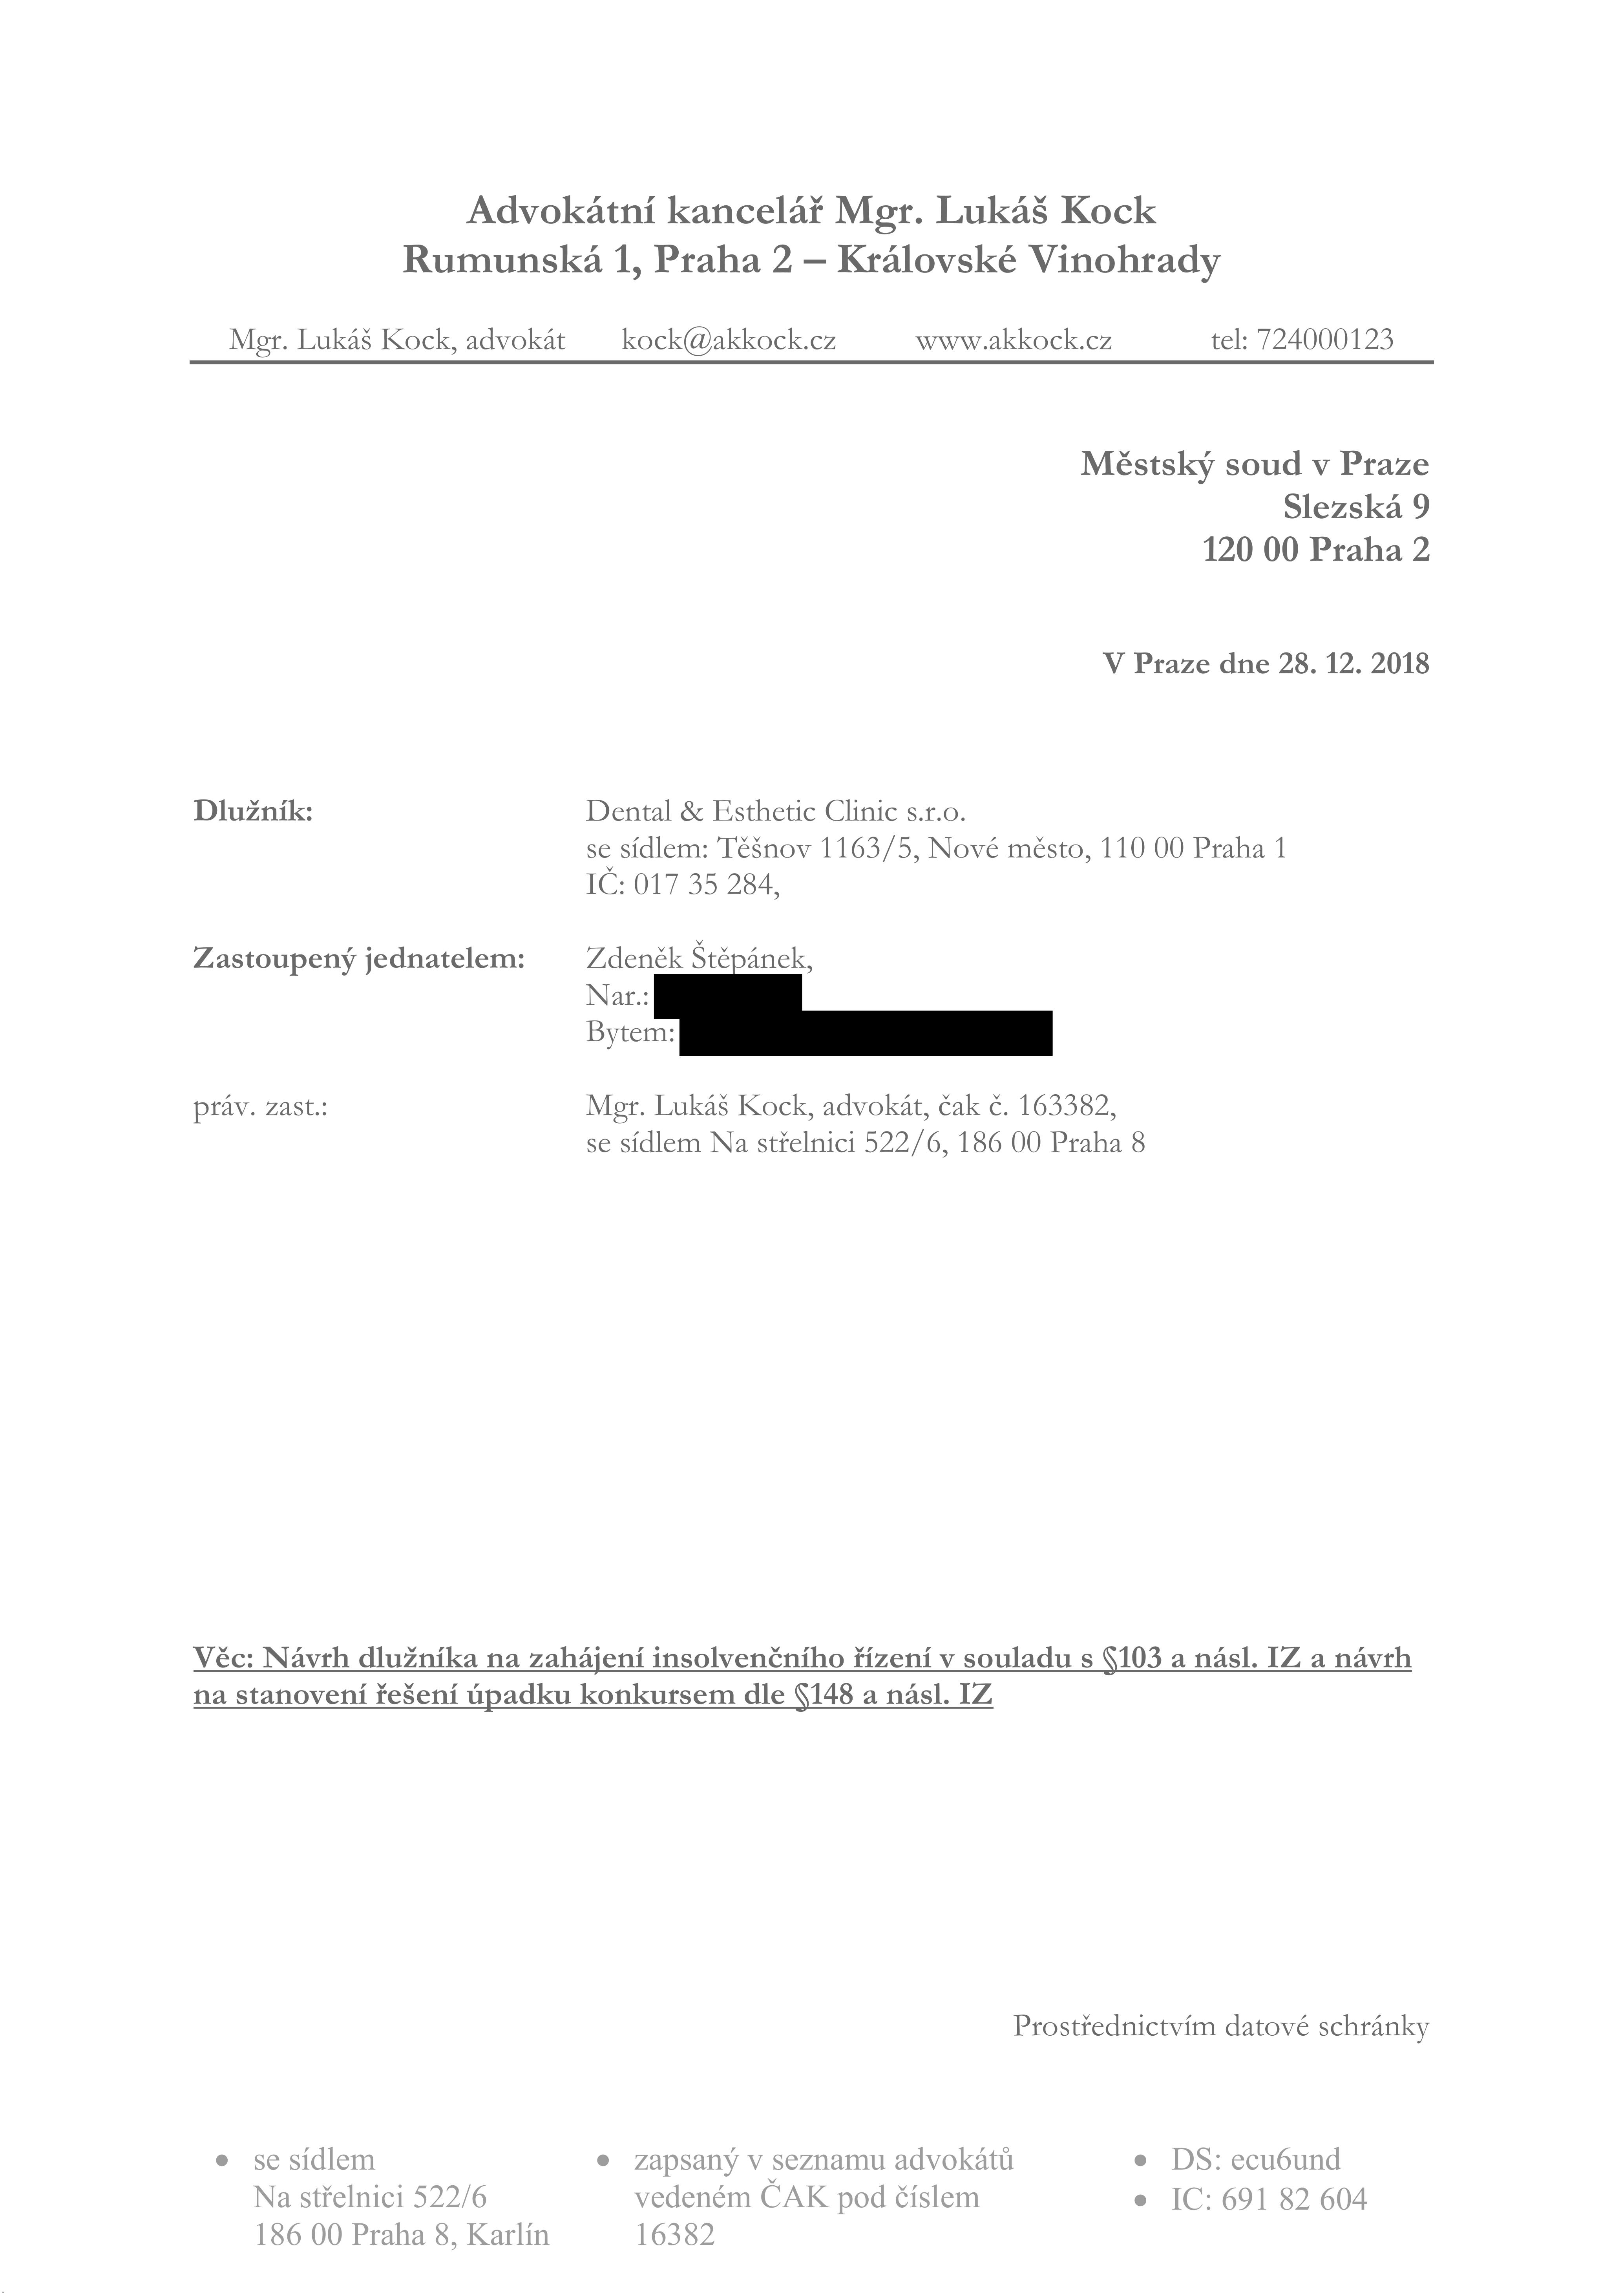 Advokátní kancelář Mgr. Lukáš Kock
Rumunská 1, Praha 2 – Královské Vinohrady
Mgr. Lukáš Kock, advokát kock@akkock.cz www.akkock.cz tel: 724000123
Městský soud v Praze
Slezská 9
120 00 Praha 2
V Praze dne 28. 12. 2018
Dlužník: Dental & Esthetic Clinic s.r.o.
se sídlem: Těšnov 1163/5, Nové město, 110 00 Praha 1
IČ: 017 35 284,
Zastoupený jednatelem: Zdeněk Štěpánek,
Nar.:
Bytem:
práv. zast.: Mgr. Lukáš Kock, advokát, čak č. 163382,
se sídlem Na střelnici 522/6, 186 00 Praha 8
Věc: Návrh dlužníka na zahájení insolvenčního řízení v souladu s §103 a násl. IZ a návrh
na stanovení řešení úpadku konkursem dle §148 a násl. IZ
Prostřednictvím datové schránky
• se sídlem
Na střelnici 522/6
186 00 Praha 8, Karlín
• zapsaný v seznamu advokátů
vedeném ČAK pod číslem
16382
• DS: ecu6und
• IC: 691 82 604